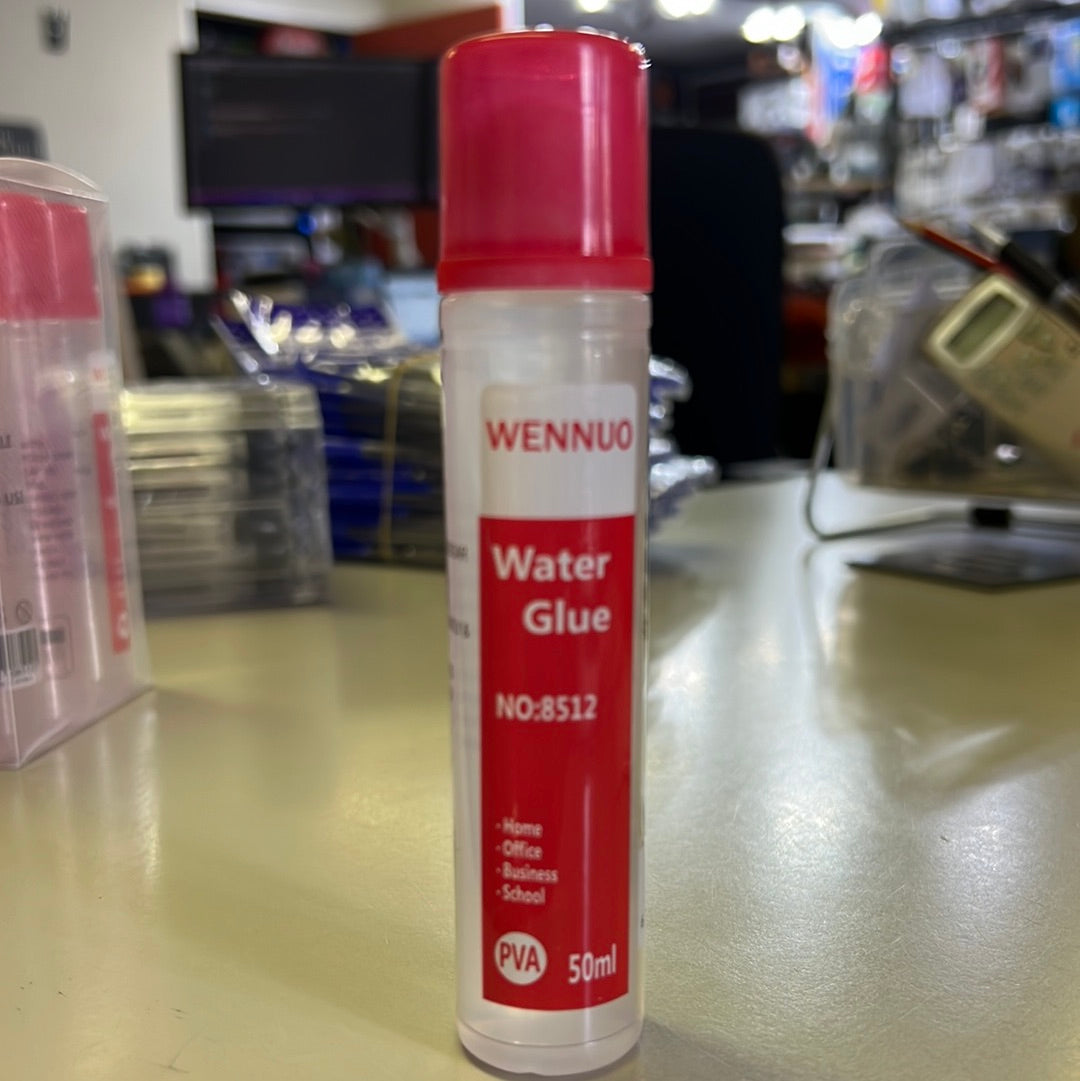 WENNUO
Water
Glue
NO:8512
- Home
- Office
- Business
- School
PVA
50ml